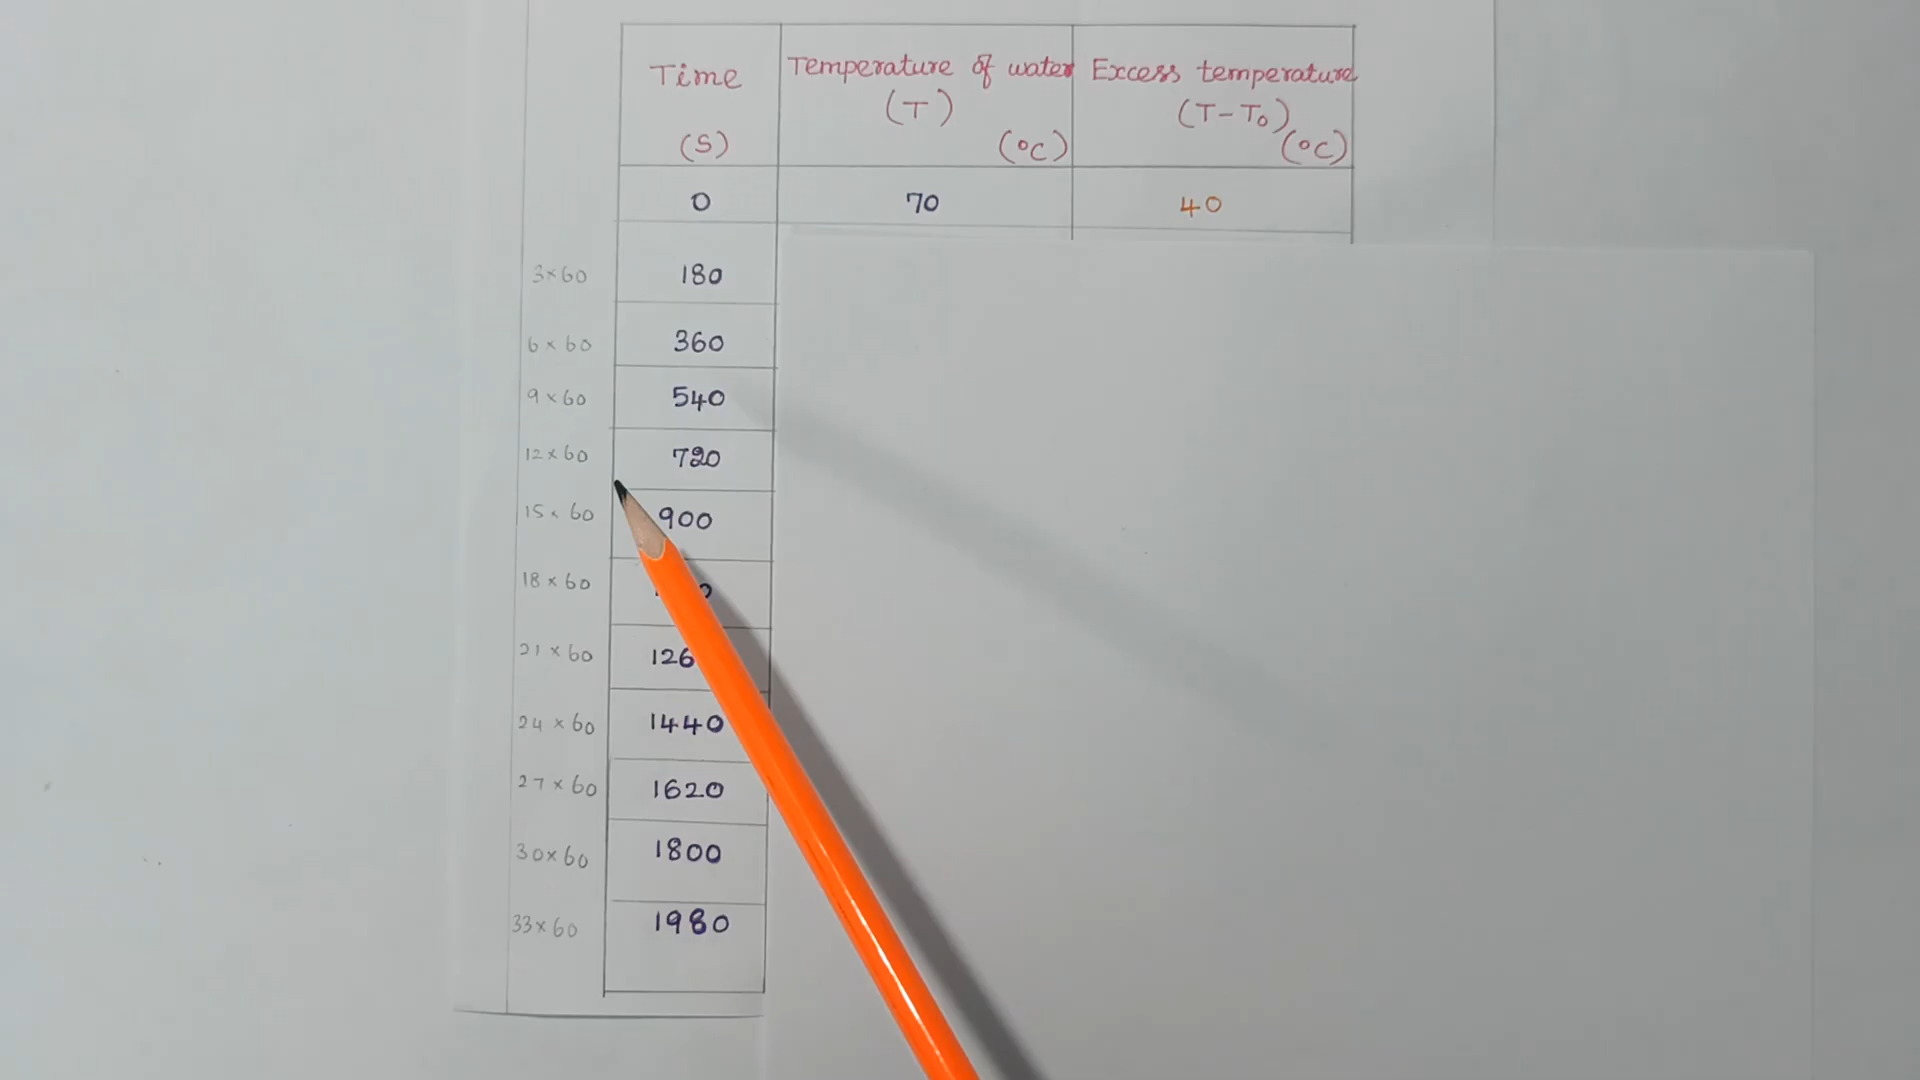 Time
(S)
Temperature of water
(T)
(°C)
Excess temperature
(T-T₀)
(°C)
0 70 40
3×60 180
6×60 360
9×60 540
12×60 720
15×60 900
18×60
21×60 126
24×60 1440
27×60 1620
30×60 1800
33×60 1980